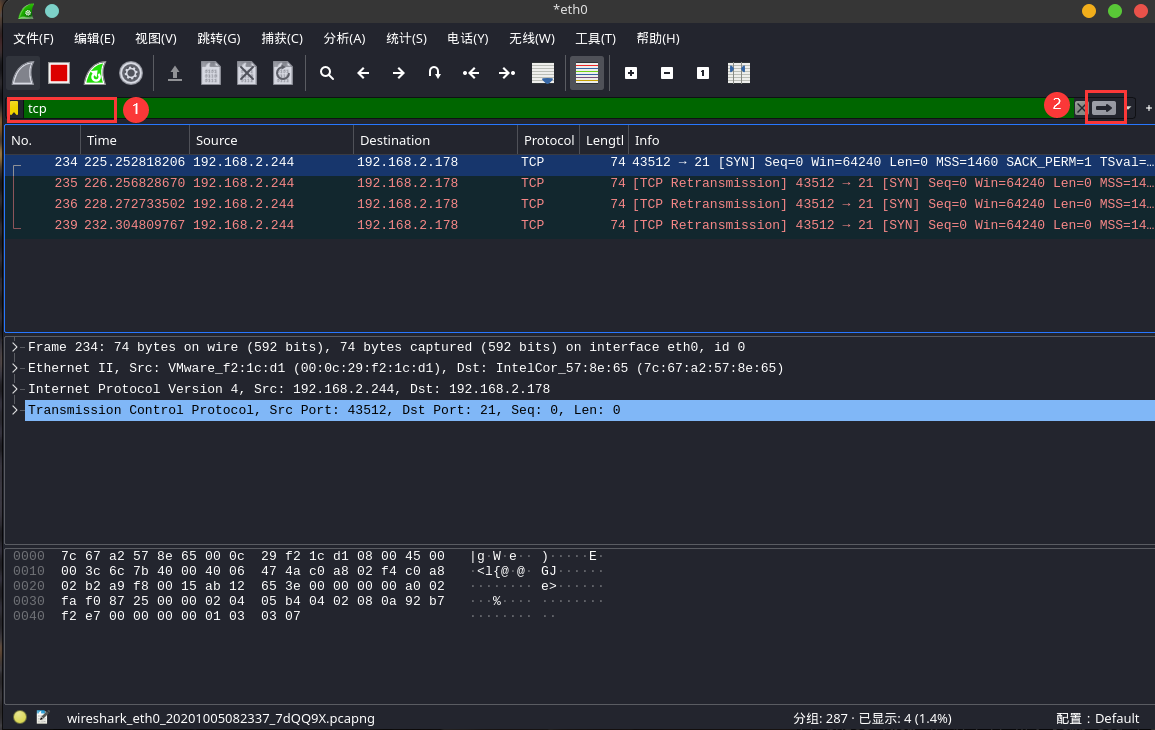 *eth0
文件(F) 编辑(E) 视图(V) 跳转(G) 捕获(C) 分析(A) 统计(S) 电话(Y) 无线(W) 工具(T) 帮助(H)
tcp 1 2 +
No. Time Source Destination Protocol Lengtl Info
234 225.252818206 192.168.2.244 192.168.2.178 TCP 74 43512 → 21 [SYN] Seq=0 Win=64240 Len=0 MSS=1460 SACK_PERM=1 TSval=…
235 226.256828670 192.168.2.244 192.168.2.178 TCP 74 [TCP Retransmission] 43512 → 21 [SYN] Seq=0 Win=64240 Len=0 MSS=14…
236 228.272733502 192.168.2.244 192.168.2.178 TCP 74 [TCP Retransmission] 43512 → 21 [SYN] Seq=0 Win=64240 Len=0 MSS=14…
239 232.304809767 192.168.2.244 192.168.2.178 TCP 74 [TCP Retransmission] 43512 → 21 [SYN] Seq=0 Win=64240 Len=0 MSS=14…
Frame 234: 74 bytes on wire (592 bits), 74 bytes captured (592 bits) on interface eth0, id 0
Ethernet II, Src: VMware_f2:1c:d1 (00:0c:29:f2:1c:d1), Dst: IntelCor_57:8e:65 (7c:67:a2:57:8e:65)
Internet Protocol Version 4, Src: 192.168.2.244, Dst: 192.168.2.178
Transmission Control Protocol, Src Port: 43512, Dst Port: 21, Seq: 0, Len: 0
0000 7c 67 a2 57 8e 65 00 0c 29 f2 1c d1 08 00 45 00 |g·W·e·· )·····E·
0010 00 3c 6c 7b 40 00 40 06 47 4a c0 a8 02 f4 c0 a8 ·<l{@·@· GJ······
0020 02 b2 a9 f8 00 15 ab 12 65 3e 00 00 00 00 a0 02 ········ e>······
0030 fa f0 87 25 00 00 02 04 05 b4 04 02 08 0a 92 b7 ···%···· ········
0040 f2 e7 00 00 00 00 01 03 03 07 ········ ··
wireshark_eth0_20201005082337_7dQQ9X.pcapng 分组: 287 · 已显示: 4 (1.4%) 配置：Default